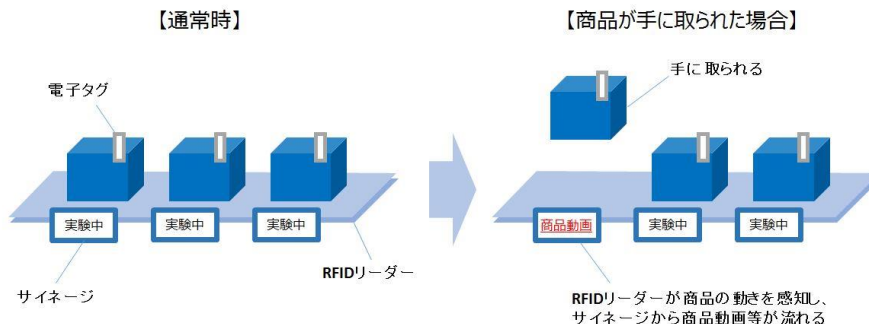 【通常時】
電子タグ
実験中
実験中
実験中
サイネージ
RFIDリーダー
【商品が手に取られた場合】
手に取られる
商品動画
実験中
実験中
RFIDリーダーが商品の動きを感知し、
サイネージから商品動画等が流れる